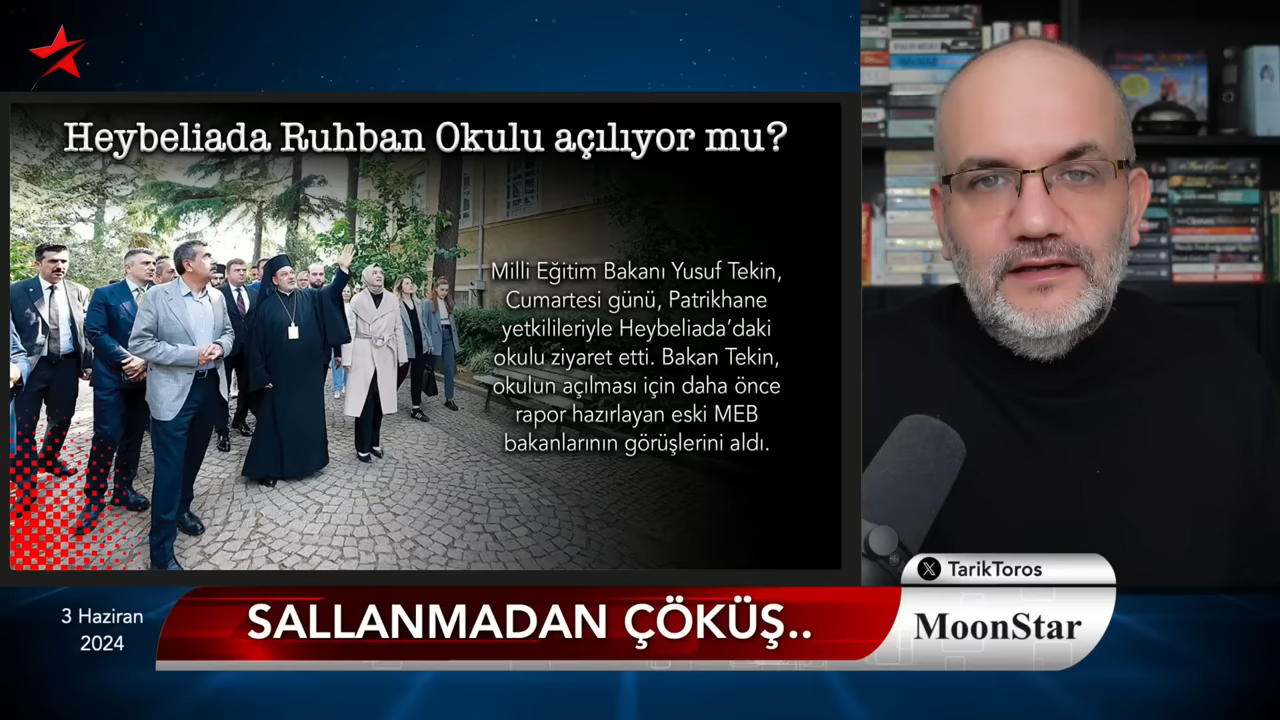 Heybeliada Ruhban Okulu açılıyor mu?
Milli Eğitim Bakanı Yusuf Tekin,
Cumartesi günü, Patrikhane
yetkilileriyle Heybeliada’daki
okulu ziyaret etti. Bakan Tekin,
okulun açılması için daha önce
rapor hazırlayan eski MEB
bakanlarının görüşlerini aldı.
TarikToros
3 Haziran
2024
SALLANMADAN ÇÖKÜŞ..
MoonStar